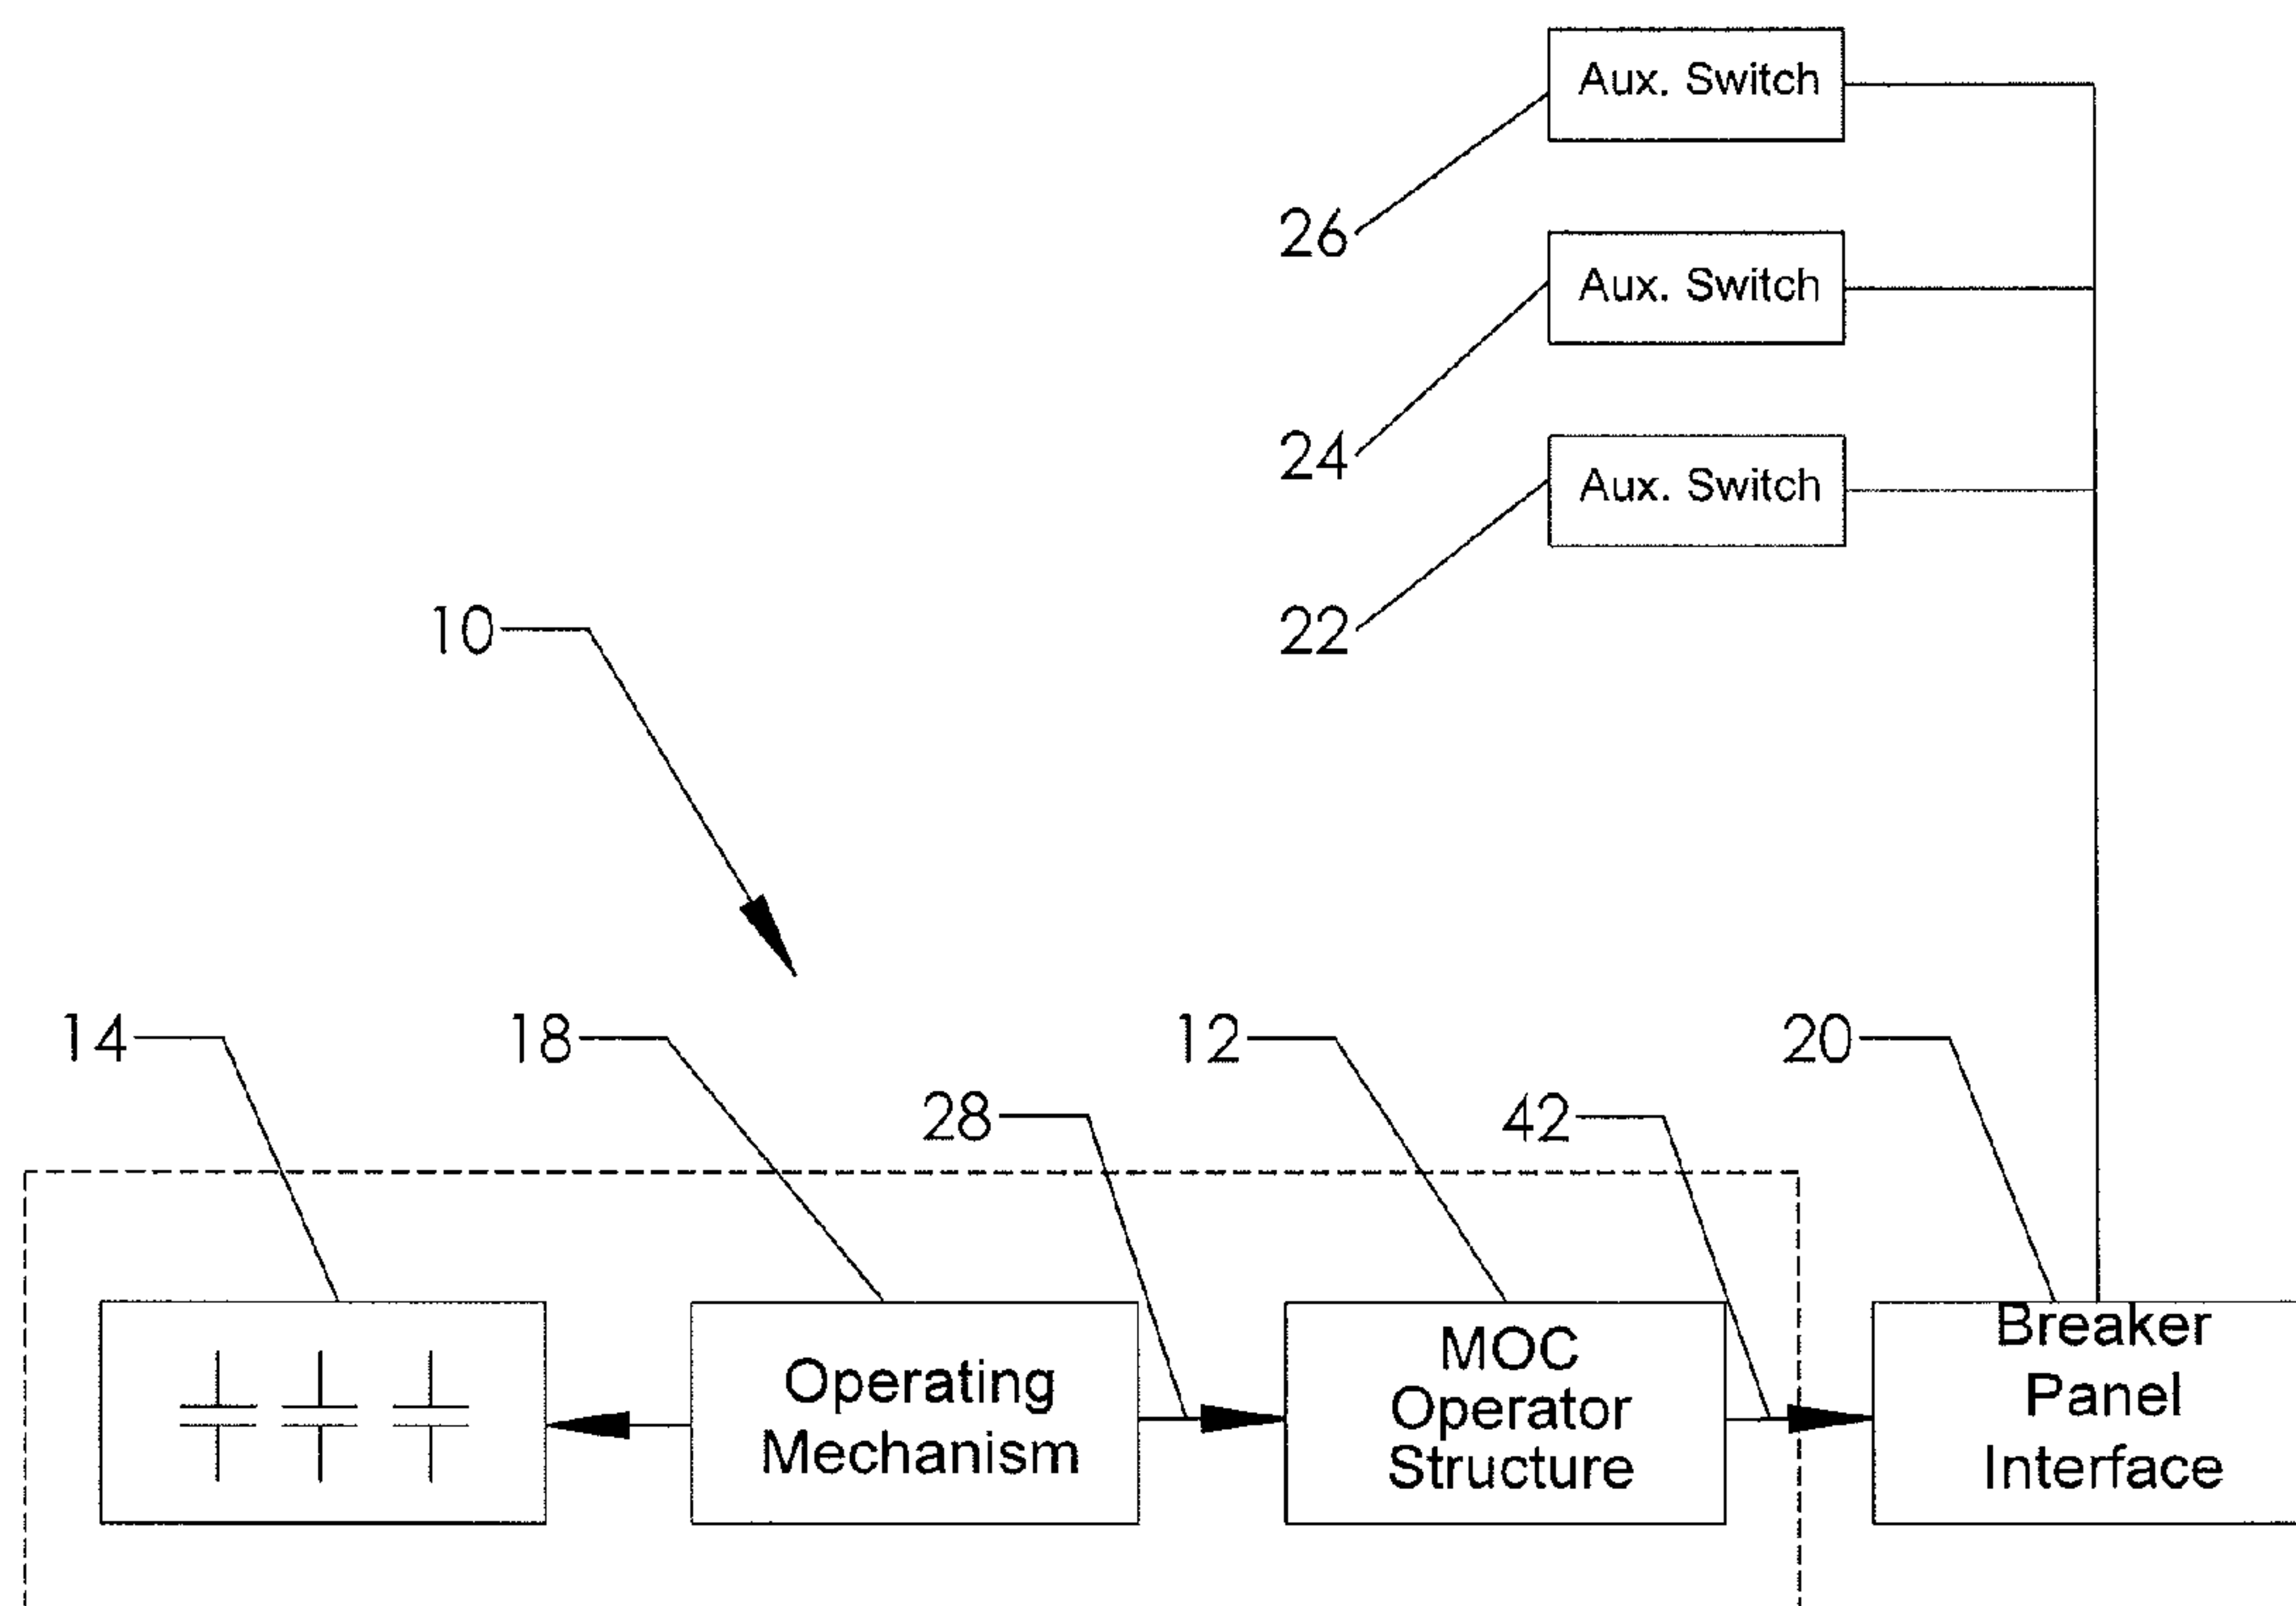 Aux. Switch
26
Aux. Switch
24
Aux. Switch
22
10
14
18
12
20
28
42
Operating
Mechanism
MOC
Operator
Structure
Breaker
Panel
Interface